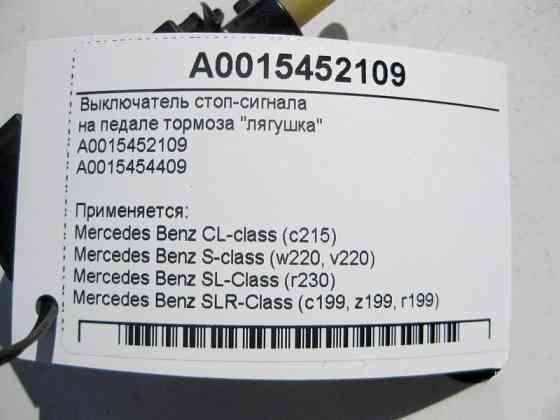 A0015452109
Выключатель стоп-сигнала
на педале тормоза "лягушка"
A0015452109
A0015454409
Применяется:
Mercedes Benz CL-class (c215)
Mercedes Benz S-class (w220, v220)
Mercedes Benz SL-Class (r230)
Mercedes Benz SLR-Class (c199, z199, r199)